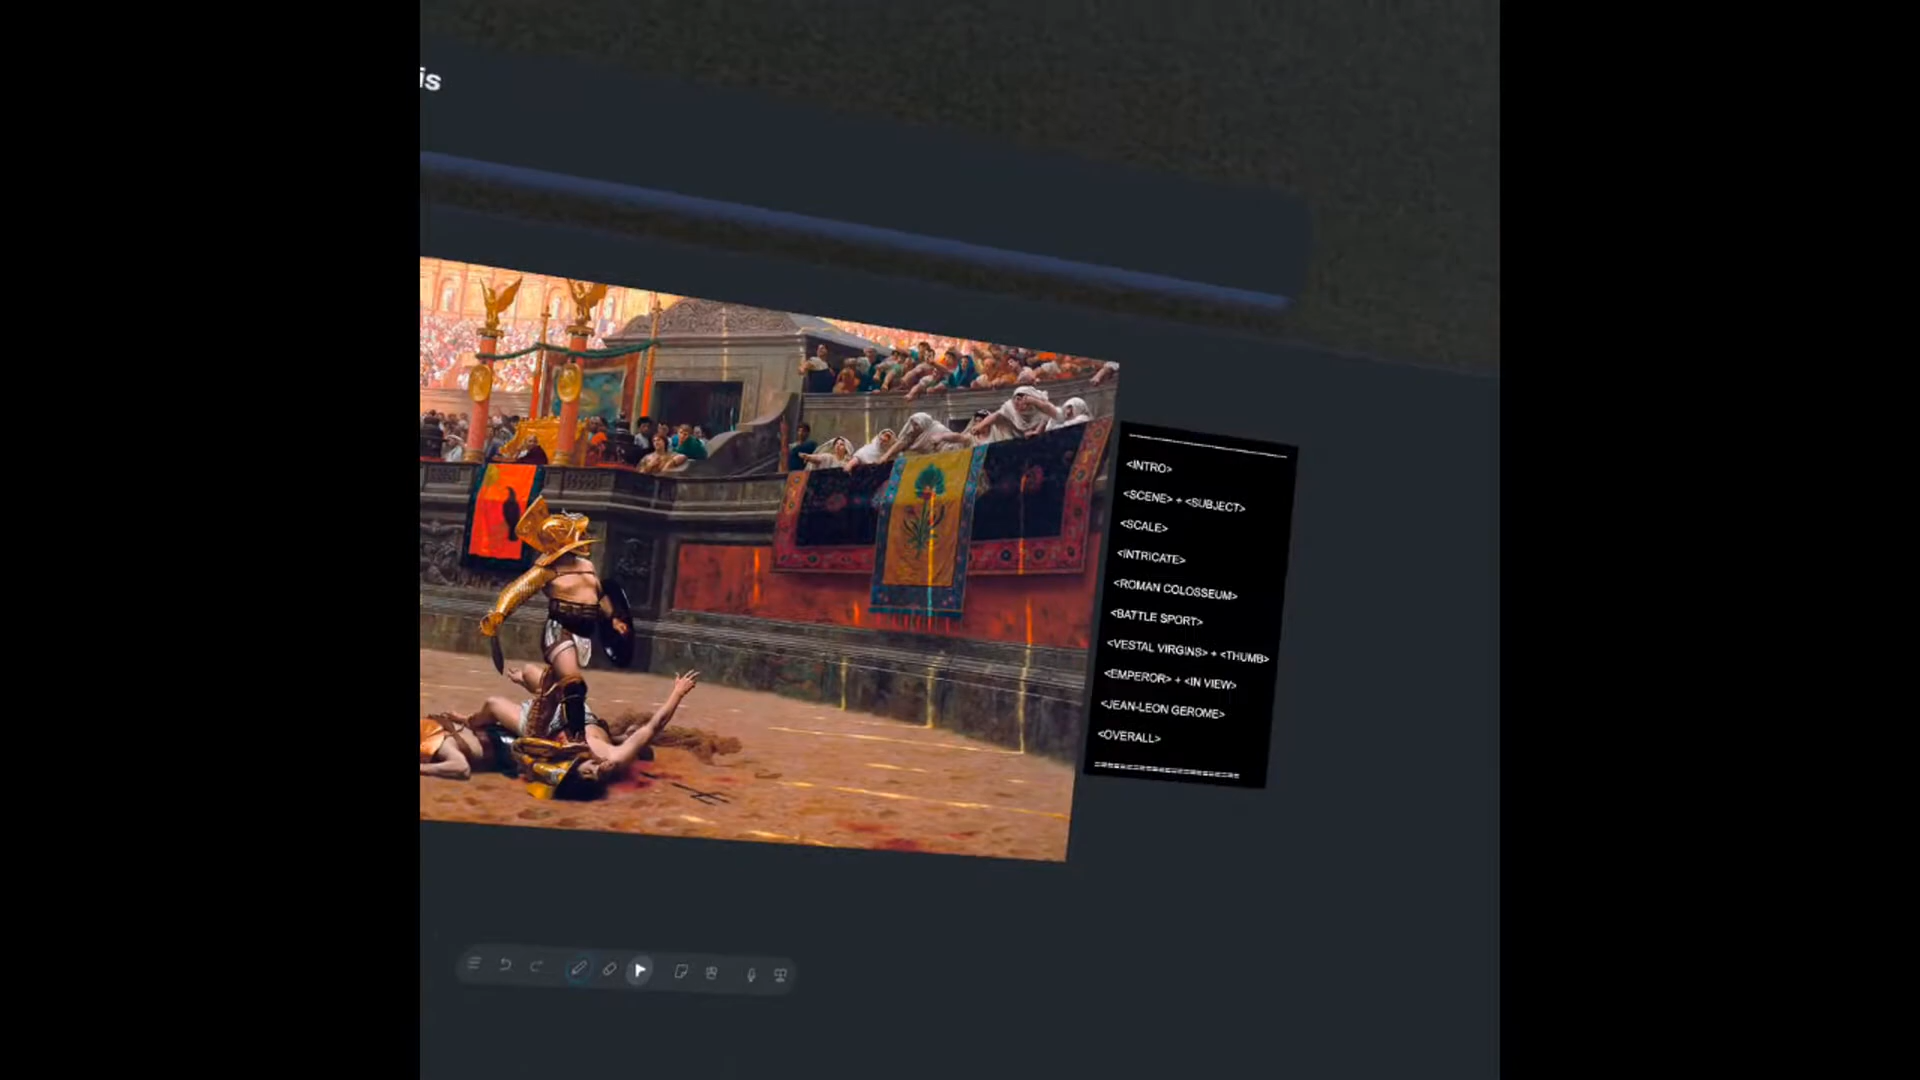 is
<INTRO>
<SCENE> + <SUBJECT>
<SCALE>
<INTRICATE>
<ROMAN COLOSSEUM>
<BATTLE SPORT>
<VESTAL VIRGINS> + <THUMB>
<EMPEROR> + <IN VIEW>
<JEAN-LEON GEROME>
<OVERALL>